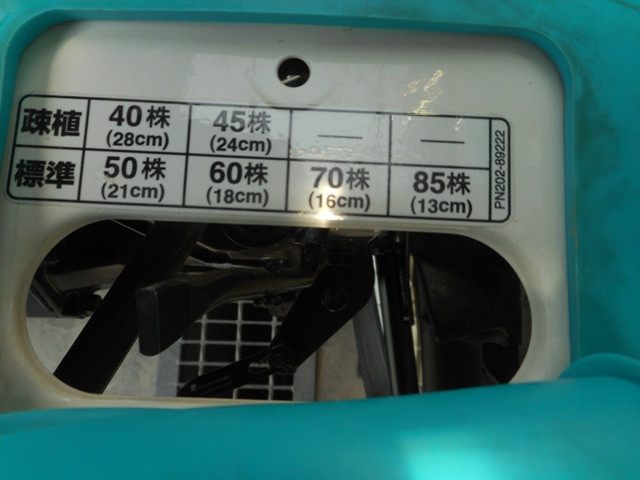 疎植 40株 45株 — —
(28cm) (24cm)
標準 50株 60株 70株 85株
(21cm) (18cm) (16cm) (13cm)
PN202-89222